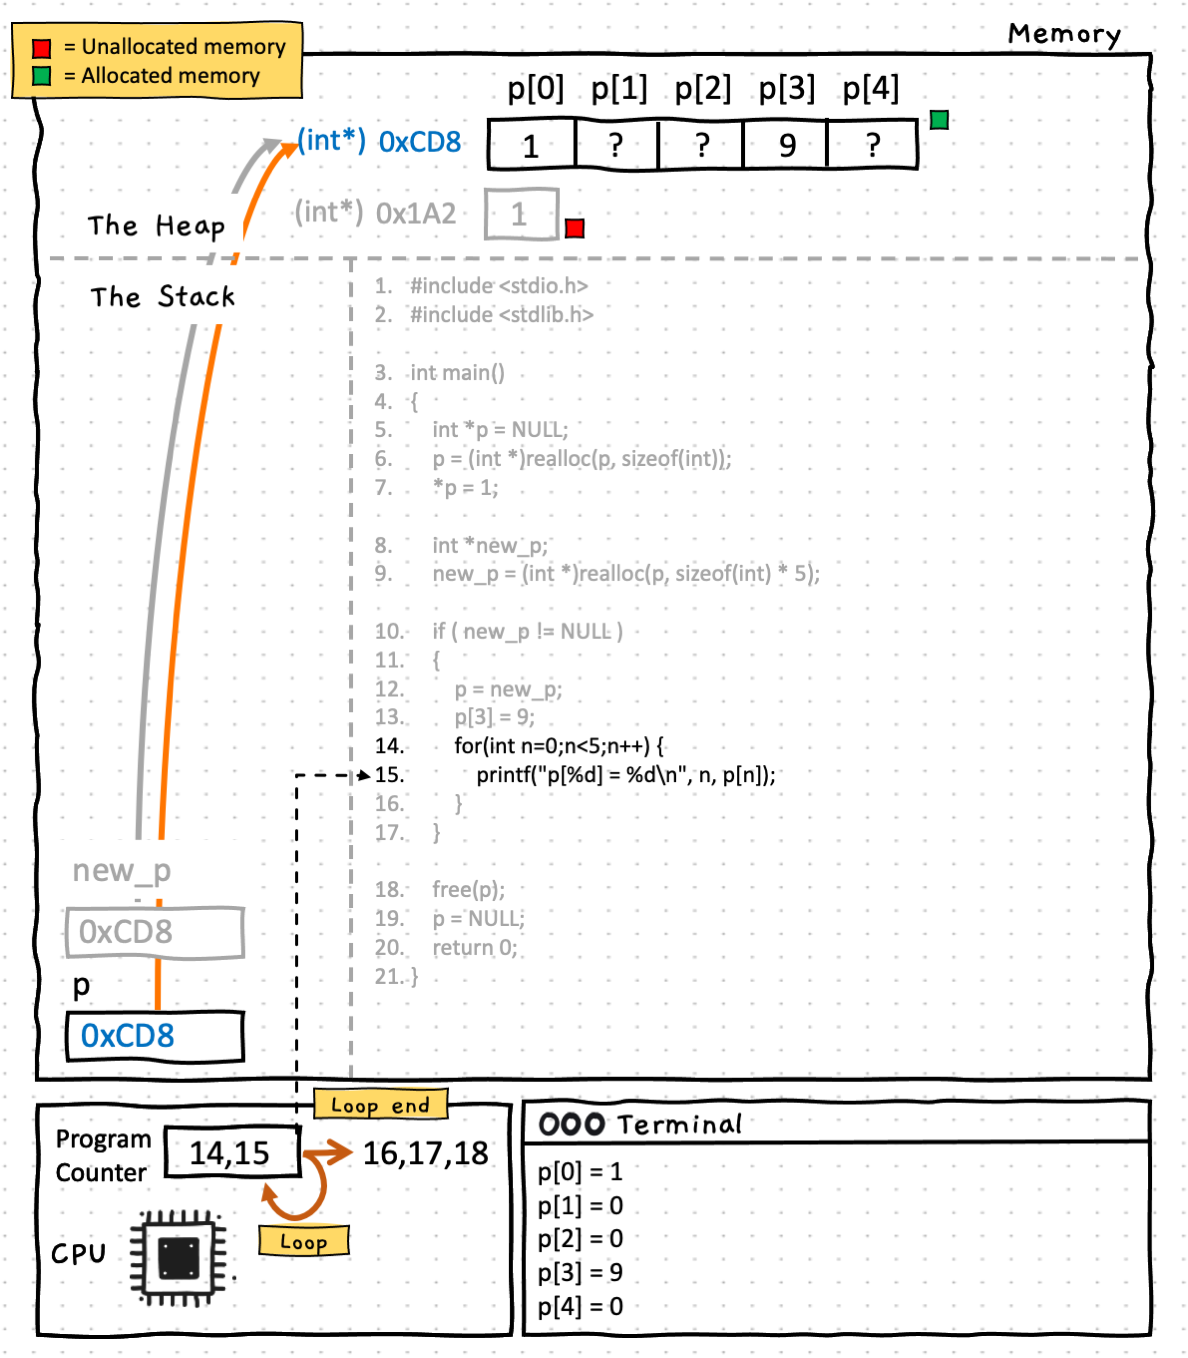 = Unallocated memory
= Allocated memory
Memory
p[0] p[1] p[2] p[3] p[4]
(int*) 0xCD8 1 ? ? 9 ?
(int*) 0x1A2 1
The Heap
The Stack
1. #include <stdio.h>
2. #include <stdlib.h>
3. int main()
4. {
5. int *p = NULL;
6. p = (int *)realloc(p, sizeof(int));
7. *p = 1;
8. int *new_p;
9. new_p = (int *)realloc(p, sizeof(int) * 5);
10. if ( new_p != NULL )
11. {
12. p = new_p;
13. p[3] = 9;
14. for(int n=0;n<5;n++) {
15. printf("p[%d] = %d\n", n, p[n]);
16. }
17. }
18. free(p);
19. p = NULL;
20. return 0;
21. }
new_p
0xCD8
p
0xCD8
Loop end
Program
Counter
14,15
16,17,18
Loop
CPU
Terminal
p[0] = 1
p[1] = 0
p[2] = 0
p[3] = 9
p[4] = 0